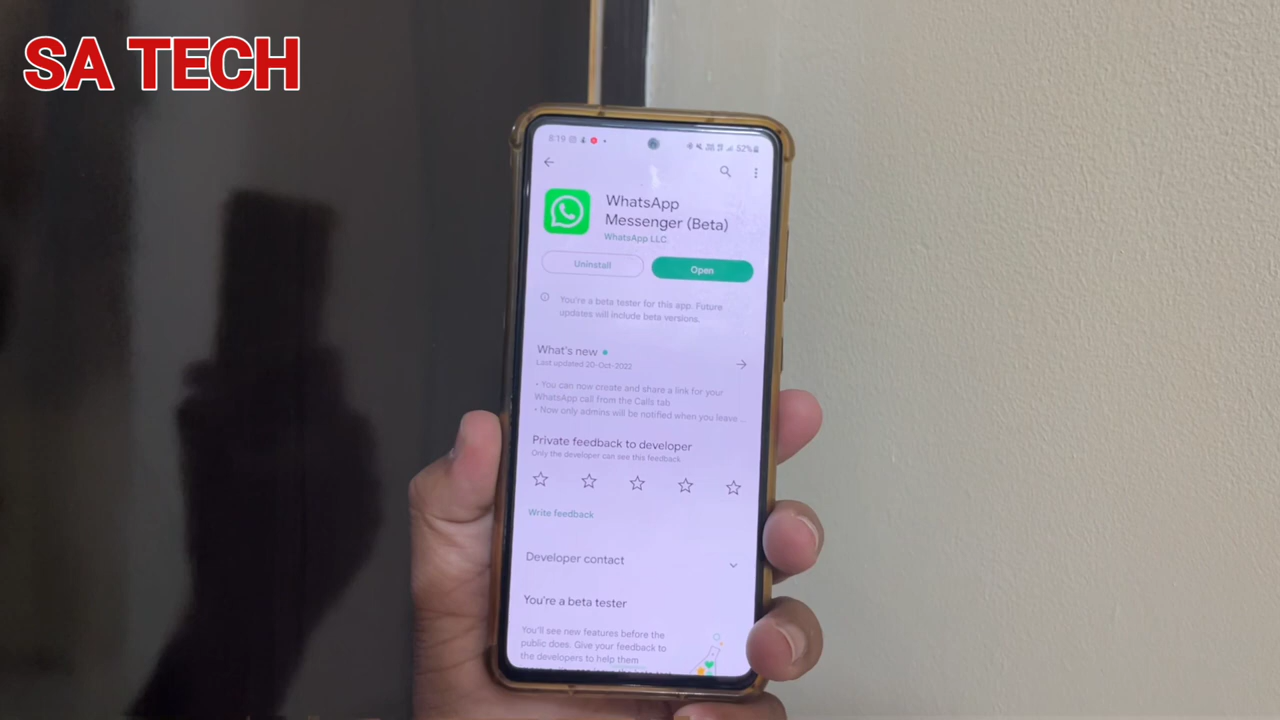 SA TECH
8:19
52%
WhatsApp
Messenger (Beta)
WhatsApp LLC.
Uninstall
Open
You're a beta tester for this app. Future
updates will include beta versions.
What's new
Last updated 20-Oct-2022
• You can now create and share a link for your
WhatsApp call from the Calls tab
• Now only admins will be notified when you leave ...
Private feedback to developer
Only the developer can see this feedback.
Write feedback
Developer contact
You're a beta tester
You'll see new features before the
public does. Give your feedback to
the developers to help them